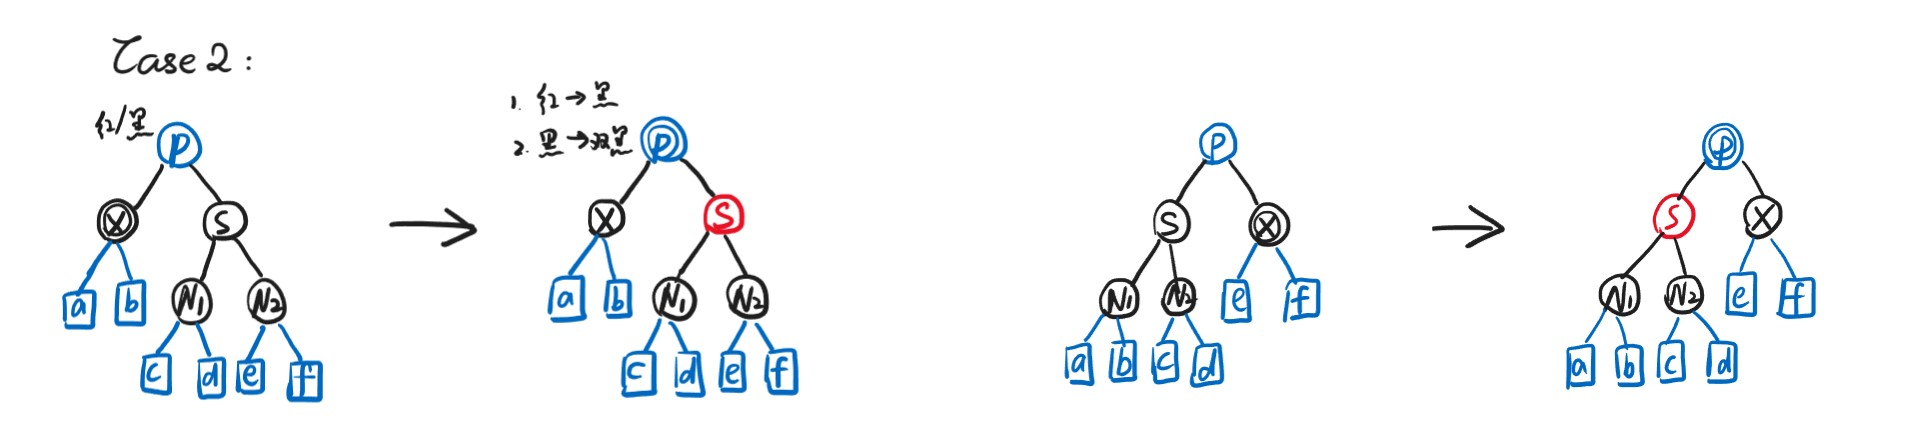 Case 2 :
红/黑
1. 红→黑
2. 黑→双黑
P
X S
a b N1 N2
c d e f
P
X S
a b N1 N2
c d e f
P
S X
N1 N2 e f
a b c d
P
S X
N1 N2 e f
a b c d